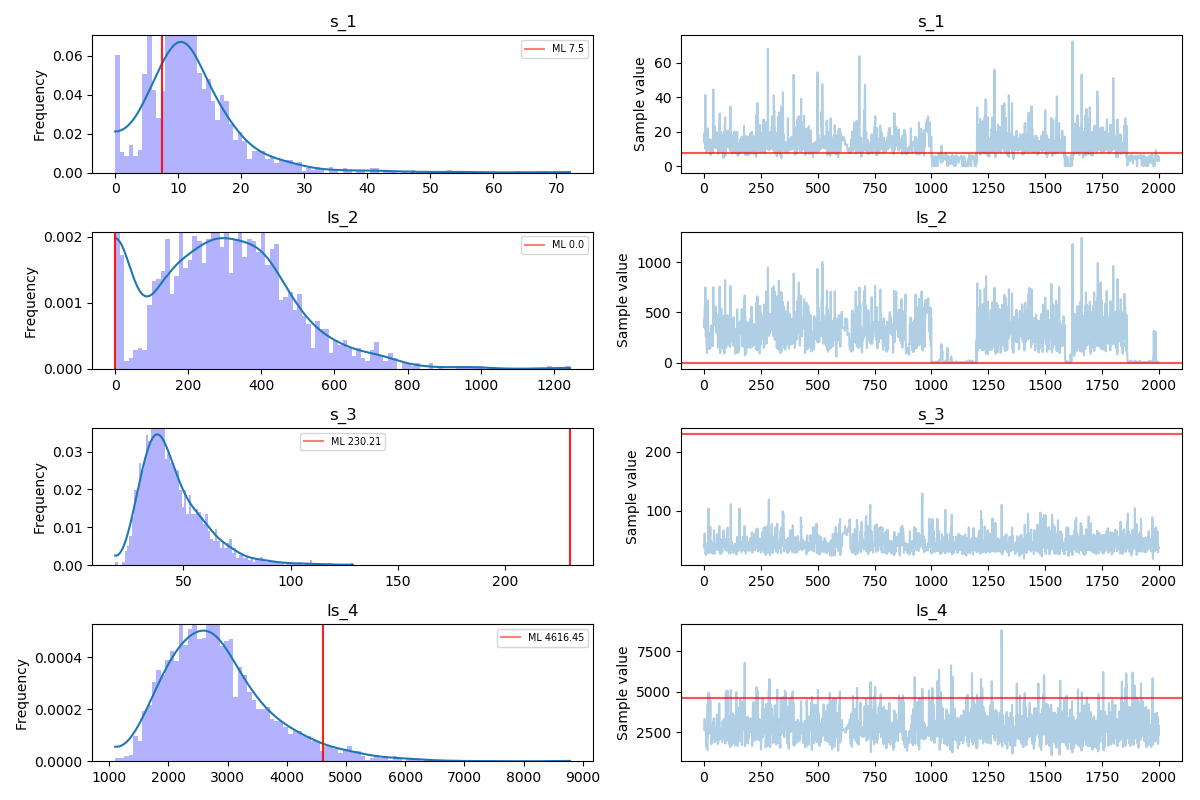 s_1
Frequency
0.06
0.04
0.02
0.00
ML 7.5
0 10 20 30 40 50 60 70
s_1
Sample value
60
40
20
0
0 250 500 750 1000 1250 1500 1750 2000
ls_2
Frequency
0.002
0.001
0.000
ML 0.0
0 200 400 600 800 1000 1200
ls_2
Sample value
1000
500
0
0 250 500 750 1000 1250 1500 1750 2000
s_3
Frequency
0.03
0.02
0.01
0.00
ML 230.21
50 100 150 200
s_3
Sample value
200
100
0 250 500 750 1000 1250 1500 1750 2000
ls_4
Frequency
0.0004
0.0002
0.0000
ML 4616.45
1000 2000 3000 4000 5000 6000 7000 8000 9000
ls_4
Sample value
7500
5000
2500
0 250 500 750 1000 1250 1500 1750 2000